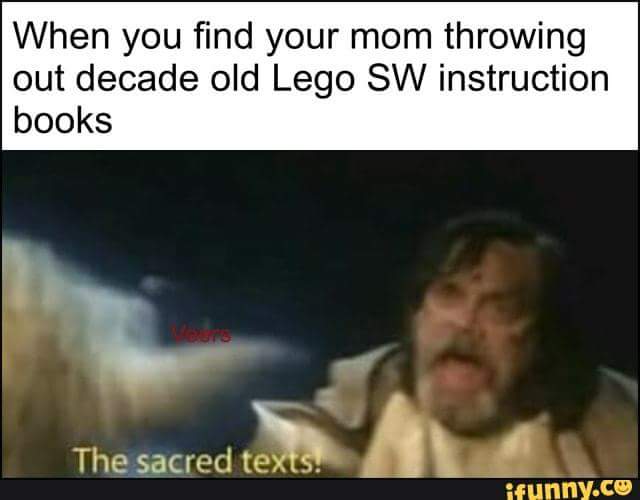 When you find your mom throwing
out decade old Lego SW instruction
books
Veers
The sacred texts!
ifunny.co